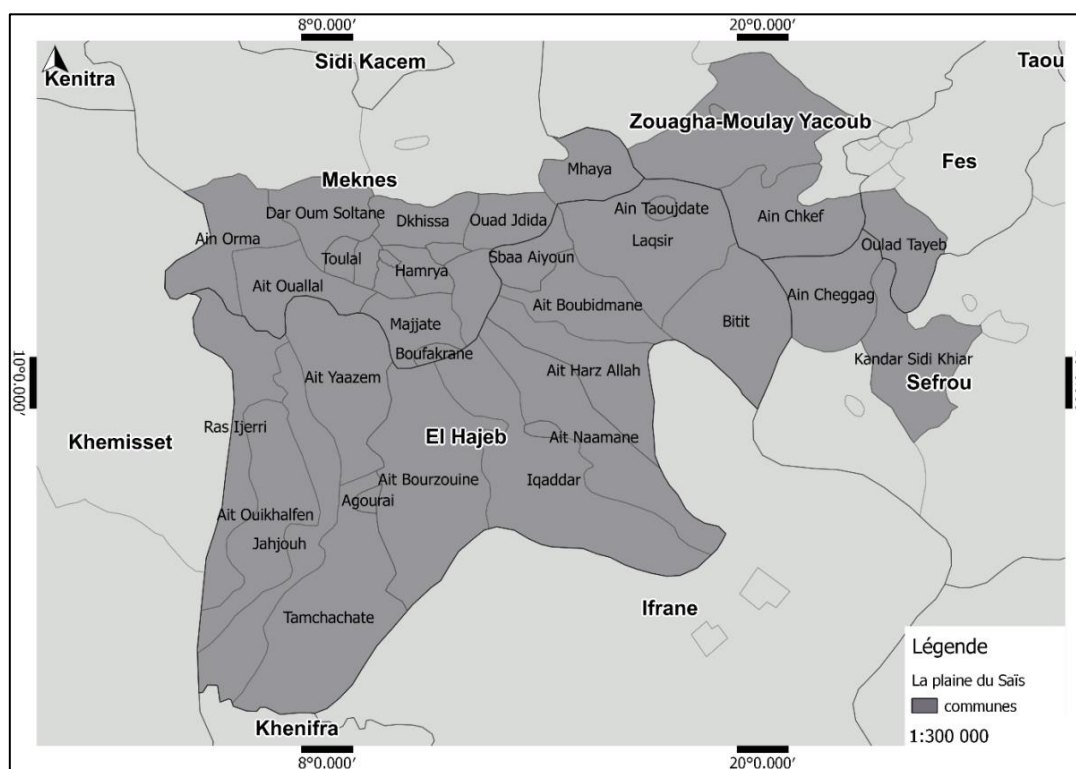 8°0.000′
20°0.000′
Sidi Kacem
Kenitra
Taou
Zouagha-Moulay Yacoub
Fes
Mhaya
Meknes
Dar Oum Soltane
Dkhissa
Ouad Jdida
Ain Taoujdate
Ain Chkef
Ain Orma
Laqsir
Oulad Tayeb
Toulal
Hamrya
Sbaa Aiyoun
Ait Ouallal
Ain Cheggag
Ait Boubidmane
Majjate
Bitit
Boufakrane
Kandar Sidi Khiar
10°0.000′
Ait Yaazem
Ait Harz Allah
Sefrou
Ras Ijerri
Khemisset
El Hajeb
Ait Naamane
Ait Bourzouine
Iqaddar
Agourai
Ait Ouikhalfen
Jahjouh
Tamchachate
Ifrane
Khenifra
Légende
La plaine du Saïs
communes
1:300 000
8°0.000′
20°0.000′